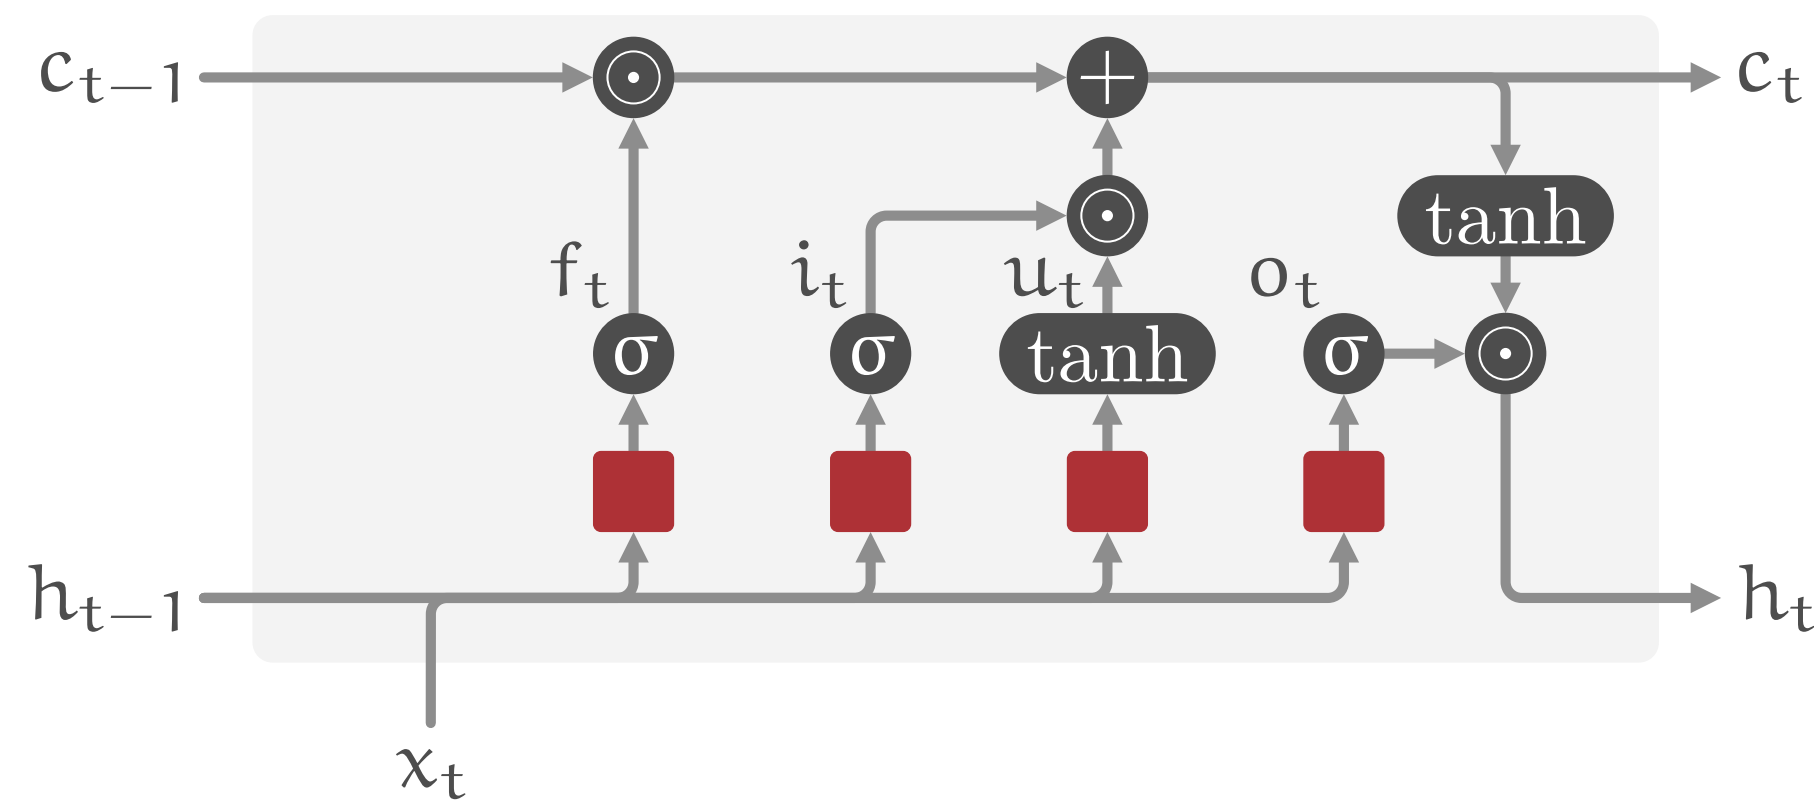 c_{t−1}
c_t
tanh
f_t
i_t
u_t
o_t
σ
σ
tanh
σ
h_{t−1}
h_t
x_t